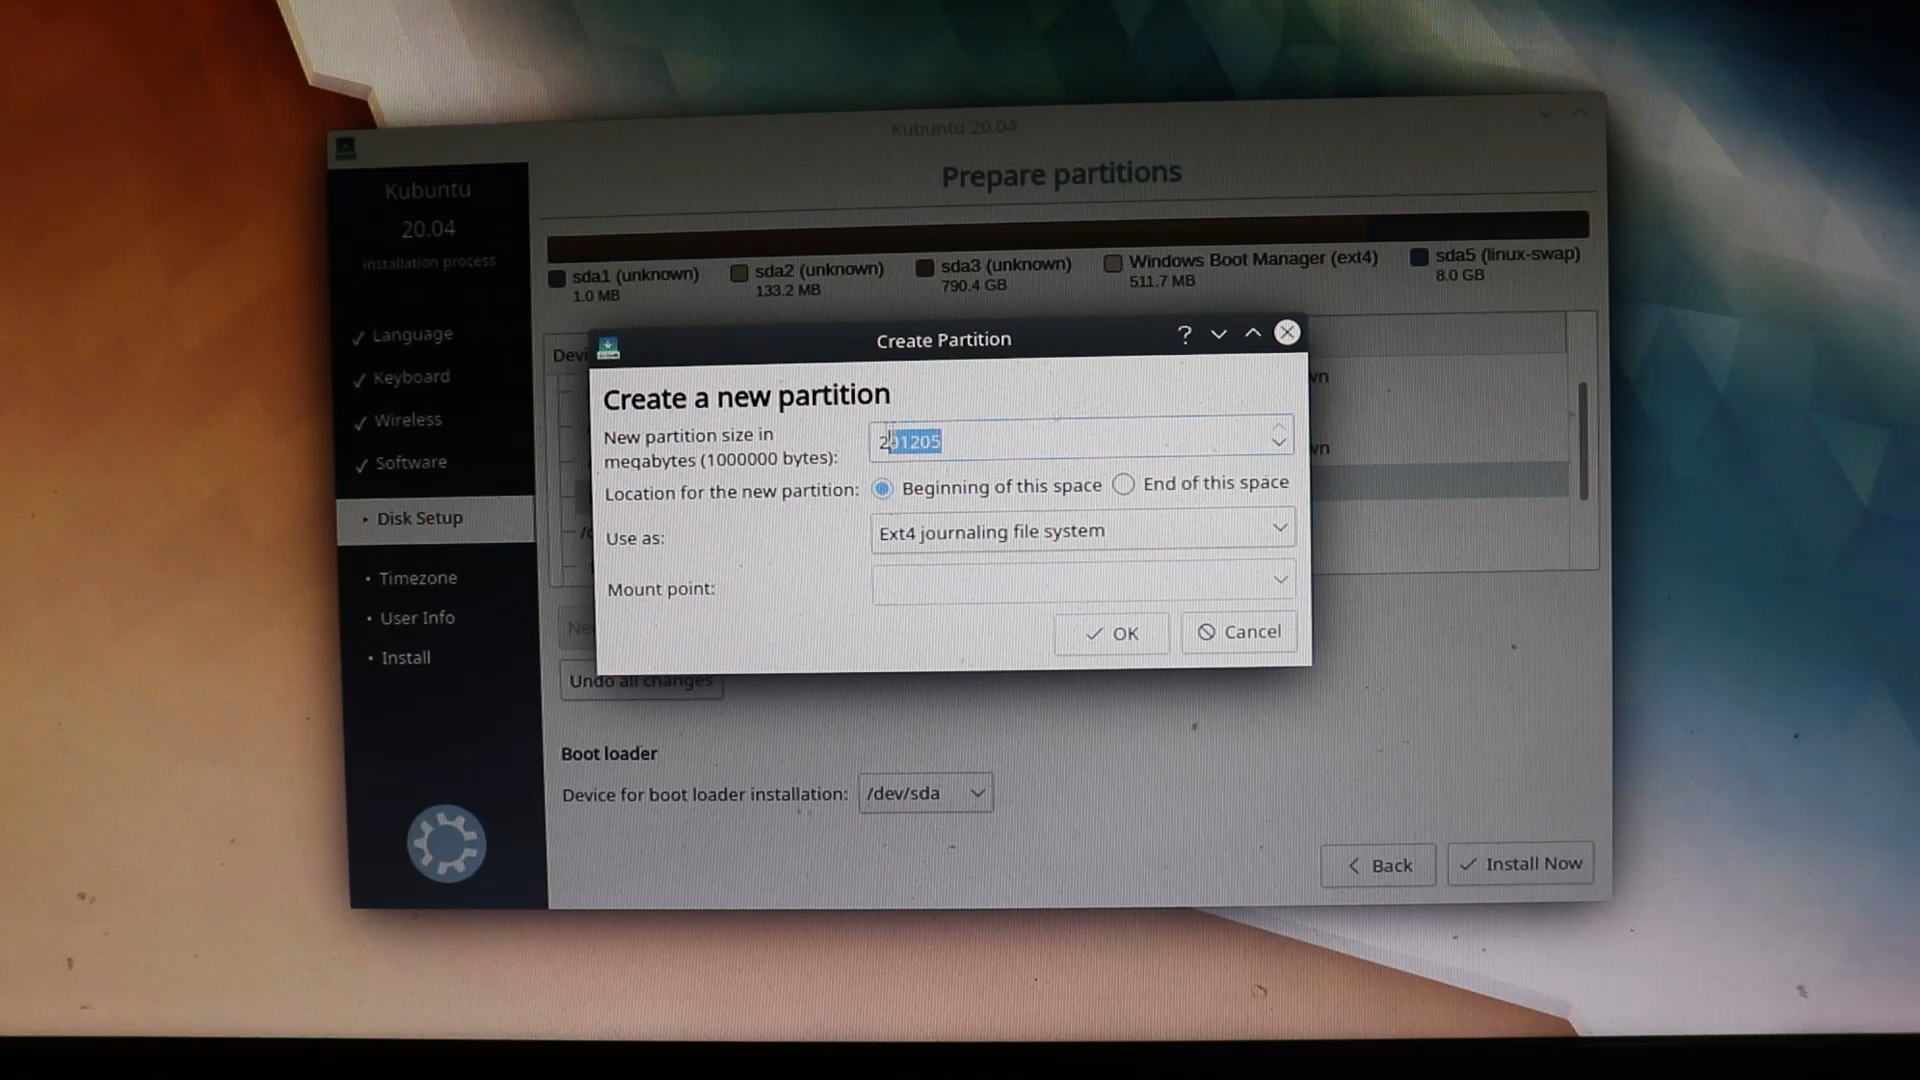 Kubuntu 20.04
Kubuntu
20.04
installation process
✓ Language
✓ Keyboard
✓ Wireless
✓ Software
‣ Disk Setup
• Timezone
• User Info
• Install
Prepare partitions
sda1 (unknown)
1.0 MB
sda2 (unknown)
133.2 MB
sda3 (unknown)
790.4 GB
Windows Boot Manager (ext4)
511.7 MB
sda5 (linux-swap)
8.0 GB
Devi
wn
wn
Create Partition
Create a new partition
New partition size in
megabytes (1000000 bytes):
201205
Location for the new partition:
Beginning of this space
End of this space
Use as:
Ext4 journaling file system
Mount point:
OK
Cancel
Ne
Undo all changes
Boot loader
Device for boot loader installation:
/dev/sda
Back
Install Now